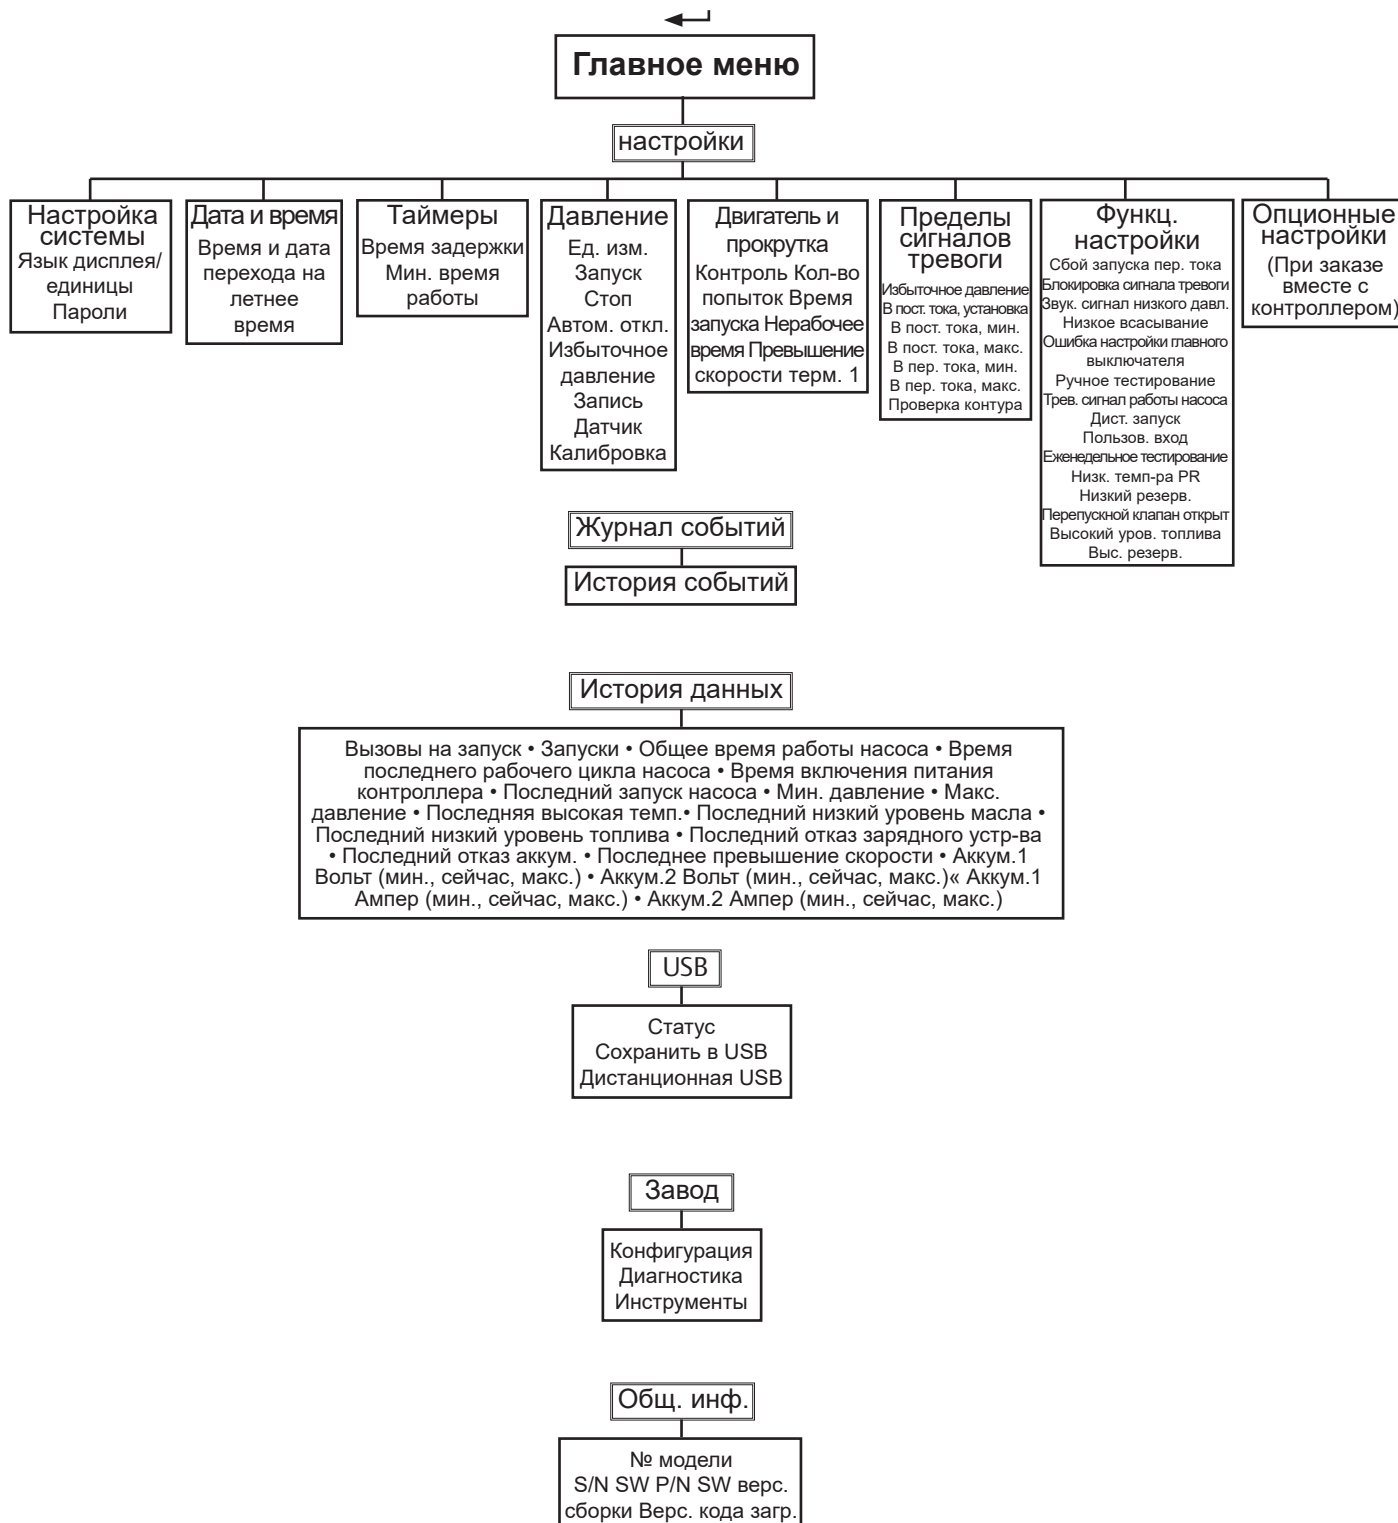 Главное меню
настройки
Настройка
системы
Язык дисплея/
единицы
Пароли
Дата и время
Время и дата
перехода на
летнее
время
Таймеры
Время задержки
Мин. время
работы
Давление
Ед. изм.
Запуск
Стоп
Автом. откл.
Избыточное
давление
Запись
Датчик
Калибровка
Двигатель и
прокрутка
Контроль Кол-во
попыток Время
запуска Нерабочее
время Превышение
скорости терм. 1
Пределы
сигналов
тревоги
Избыточное давление
В пост. тока, установка
В пост. тока, мин.
В пост. тока, макс.
В пер. тока, мин.
В пер. тока, макс.
Проверка контура
Функц.
настройки
Сбой запуска пер. тока
Блокировка сигнала тревоги
Звук. сигнал низкого давл.
Низкое всасывание
Ошибка настройки главного
выключателя
Ручное тестирование
Трев. сигнал работы насоса
Дист. запуск
Пользов. вход
Еженедельное тестирование
Низк. темп-ра PR
Низкий резерв.
Перепускной клапан открыт
Высокий уров. топлива
Выс. резерв.
Опционные
настройки
(При заказе
вместе с
контроллером)
Журнал событий
История событий
История данных
Вызовы на запуск • Запуски • Общее время работы насоса • Время
последнего рабочего цикла насоса • Время включения питания
контроллера • Последний запуск насоса • Мин. давление • Макс.
давление • Последняя высокая темп.• Последний низкий уровень масла •
Последний низкий уровень топлива • Последний отказ зарядного устр-ва
• Последний отказ аккум. • Последнее превышение скорости • Аккум.1
Вольт (мин., сейчас, макс.) • Аккум.2 Вольт (мин., сейчас, макс.)« Аккум.1
Ампер (мин., сейчас, макс.) • Аккум.2 Ампер (мин., сейчас, макс.)
USB
Статус
Сохранить в USB
Дистанционная USB
Завод
Конфигурация
Диагностика
Инструменты
Общ. инф.
№ модели
S/N SW P/N SW верс.
сборки Верс. кода загр.